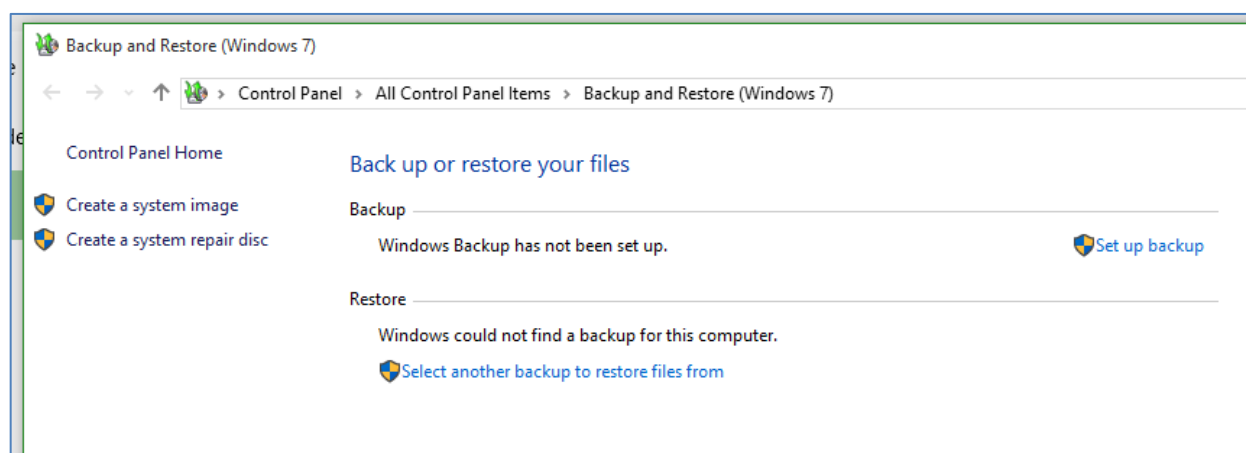 Backup and Restore (Windows 7)
Control Panel > All Control Panel Items > Backup and Restore (Windows 7)
Control Panel Home
Create a system image
Create a system repair disc
Back up or restore your files
Backup
Windows Backup has not been set up.
Set up backup
Restore
Windows could not find a backup for this computer.
Select another backup to restore files from